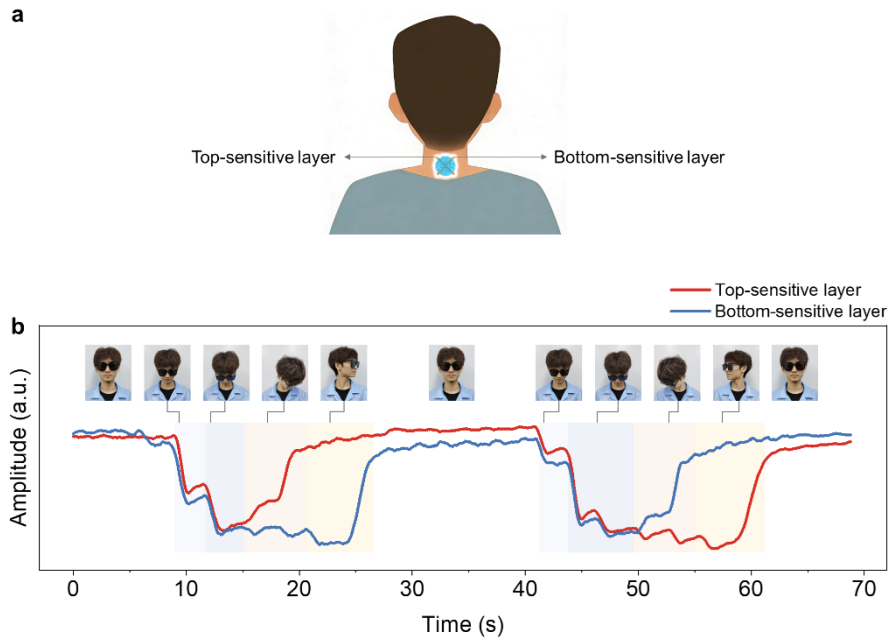 a
Top-sensitive layer
Bottom-sensitive layer
Top-sensitive layer
Bottom-sensitive layer
b
Amplitude (a.u.)
0 10 20 30 40 50 60 70
Time (s)